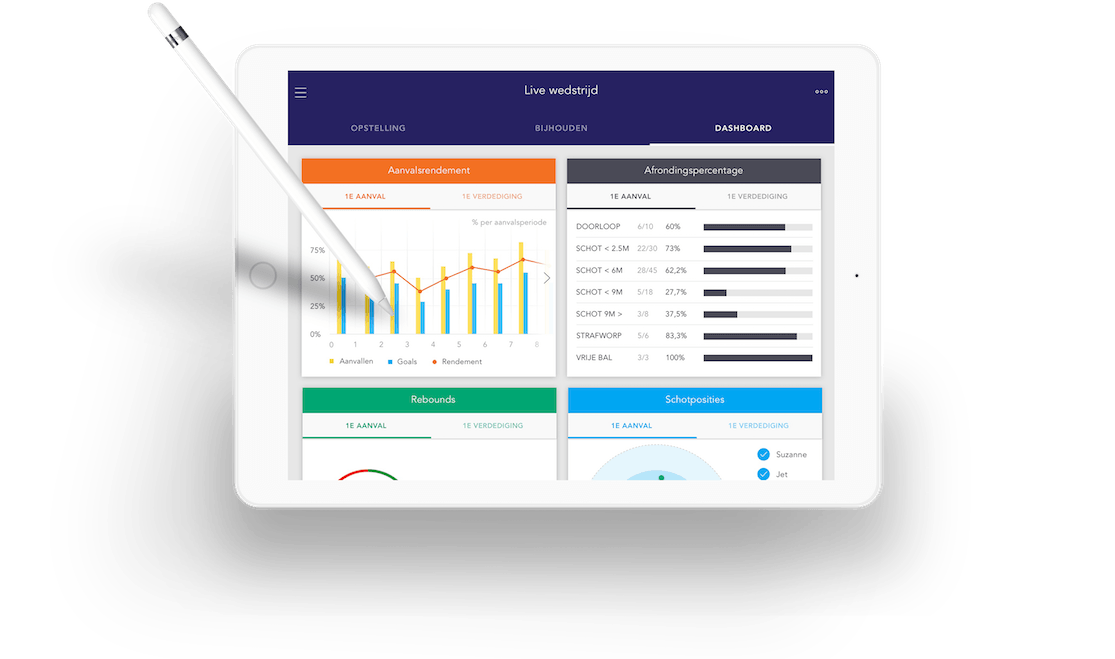 Live wedstrijd
OPSTELLING BIJHOUDEN DASHBOARD
Aanvalsrendement
1E AANVAL 1E VERDEDIGING
% per aanvalsperiode
75%
50%
25%
0%
0 1 2 3 4 5 6 7 8
Aanvallen Goals Rendement
Afrondingspercentage
1E AANVAL 1E VERDEDIGING
DOORLOOP 6/10 60%
SCHOT < 2.5M 22/30 73%
SCHOT < 6M 28/45 62,2%
SCHOT < 9M 5/18 27,7%
SCHOT 9M > 3/8 37,5%
STRAFWORP 5/6 83,3%
VRIJE BAL 3/3 100%
Rebounds
1E AANVAL 1E VERDEDIGING
Schotposities
1E AANVAL 1E VERDEDIGING
Suzanne
Jet